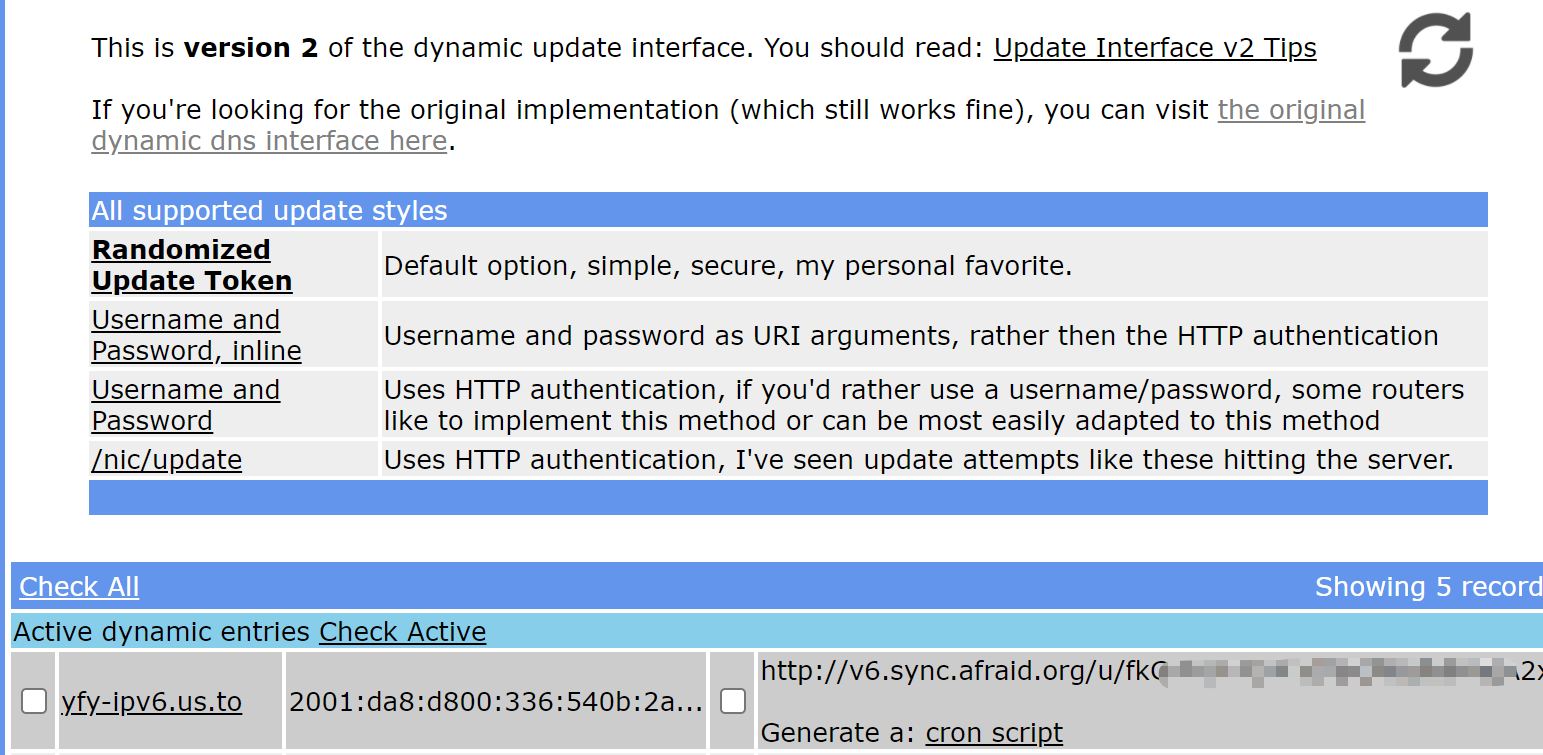 This is version 2 of the dynamic update interface. You should read: Update Interface v2 Tips
If you're looking for the original implementation (which still works fine), you can visit the original
dynamic dns interface here.
All supported update styles
Randomized
Update Token
Default option, simple, secure, my personal favorite.
Username and
Password, inline
Username and password as URI arguments, rather then the HTTP authentication
Username and
Password
Uses HTTP authentication, if you'd rather use a username/password, some routers
like to implement this method or can be most easily adapted to this method
/nic/update
Uses HTTP authentication, I've seen update attempts like these hitting the server.
Check All
Showing 5 record
Active dynamic entries Check Active
yfy-ipv6.us.to
2001:da8:d800:336:540b:2a...
http://v6.sync.afraid.org/u/fk
Generate a: cron script